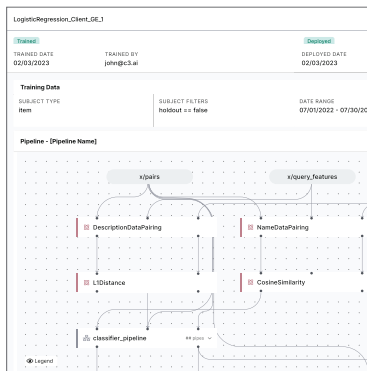 LogisticRegression_Client_GE_1
Trained
Deployed
TRAINED DATE
TRAINED BY
DEPLOYED DATE
02/03/2023
john@c3.ai
02/03/2023
Training Data
SUBJECT TYPE
SUBJECT FILTERS
DATE RANGE
item
holdout == false
07/01/2022 - 07/30/20
Pipeline - [Pipeline Name]
x/pairs
x/query_features
DescriptionDataPairing
NameDataPairing
L1Distance
CosineSimilarity
classifier_pipeline
## pipes
Legend